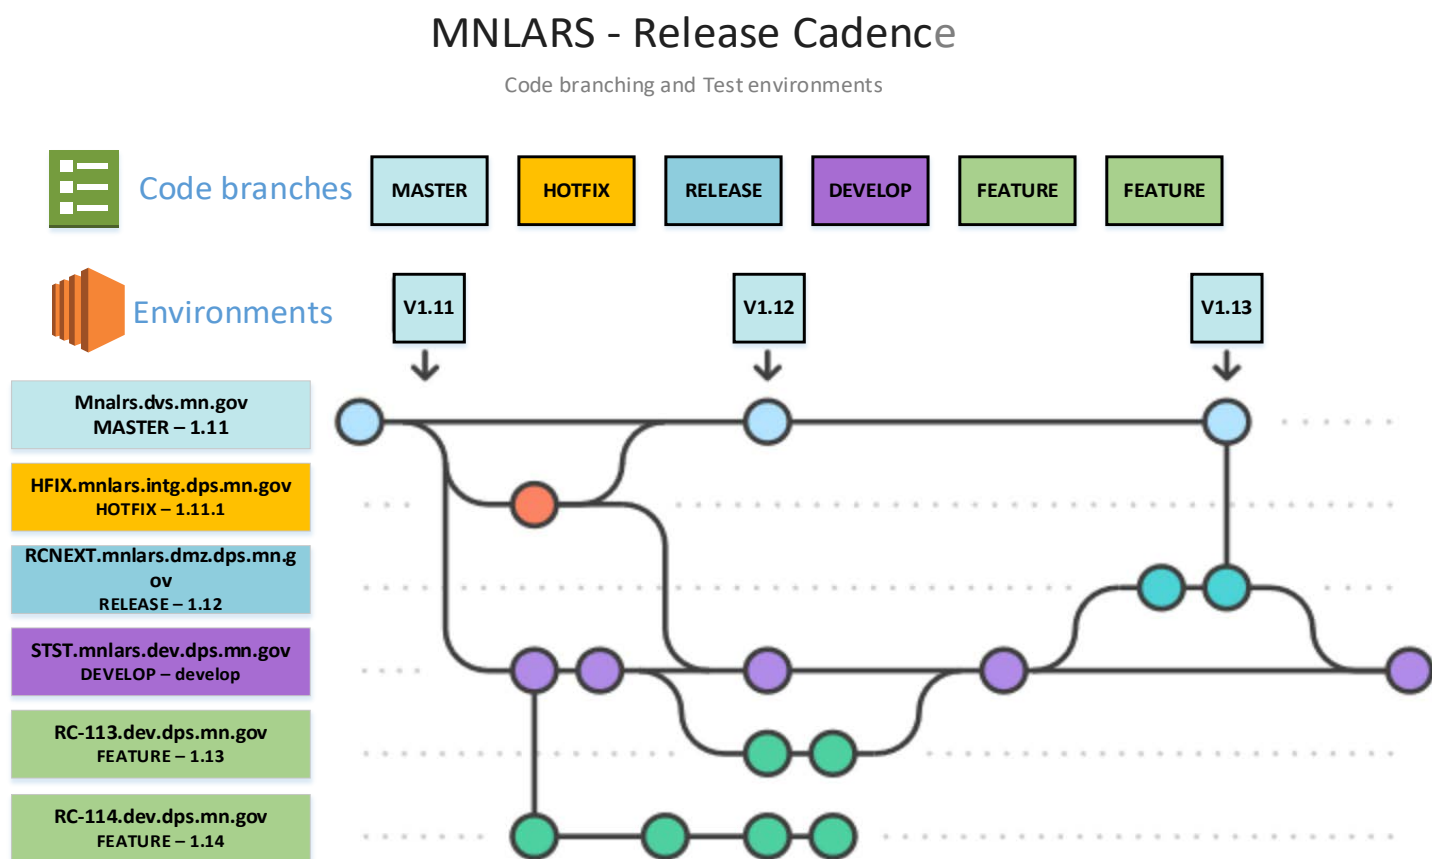 MNLARS - Release Cadence
Code branching and Test environments
Code branches
MASTER
HOTFIX
RELEASE
DEVELOP
FEATURE
FEATURE
Environments
V1.11
V1.12
V1.13
Mnalrs.dvs.mn.gov
MASTER – 1.11
HFIX.mnlars.intg.dps.mn.gov
HOTFIX – 1.11.1
RCNEXT.mnlars.dmz.dps.mn.g
ov
RELEASE – 1.12
STST.mnlars.dev.dps.mn.gov
DEVELOP – develop
RC-113.dev.dps.mn.gov
FEATURE – 1.13
RC-114.dev.dps.mn.gov
FEATURE – 1.14